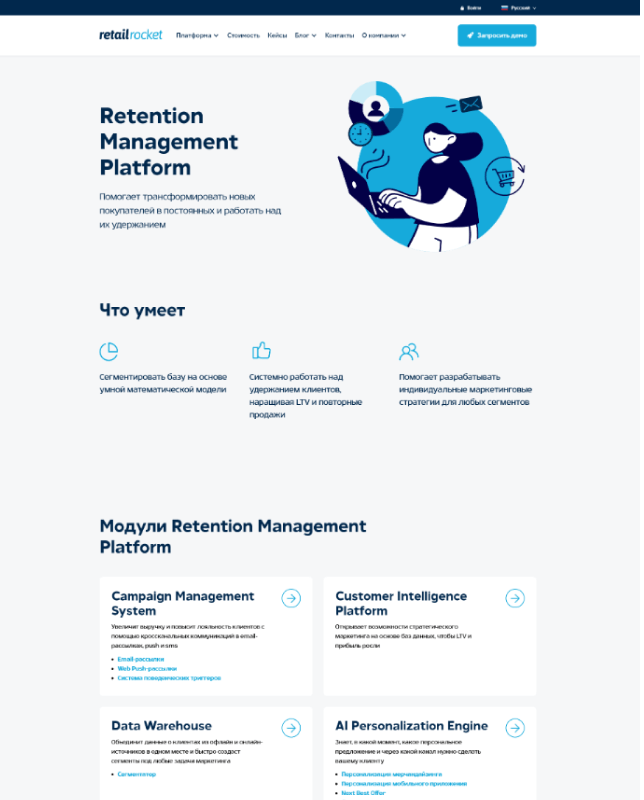 Войти
Русский
retailrocket
Платформа
Стоимость
Кейсы
Блог
Контакты
О компании
Запросить демо
Retention
Management
Platform
Помогает трансформировать новых
покупателей в постоянных и работать над
их удержанием
Что умеет
Сегментировать базу на основе
умной математической модели
Системно работать над
удержанием клиентов,
наращивая LTV и повторные
продажи
Помогает разрабатывать
индивидуальные маркетинговые
стратегии для любых сегментов
Модули Retention Management
Platform
Campaign Management
System
Увеличит выручку и повысит лояльность клиентов с
помощью кроссканальных коммуникаций в email-
рассылки, push и sms
Email-рассылки
Web Push-рассылки
Система поведенческих триггеров
Customer Intelligence
Platform
Открывает возможности стратегического
маркетинга на основе баз данных, чтобы LTV и
прибыль росли
Data Warehouse
Объединит данные о клиентах из офлайн и онлайн-
источников в одном месте и быстро создаст
сегменты под любые задачи маркетинга
Сегментатор
AI Personalization Engine
Знает, в какой момент, какое персональное
предложение и через какой канал нужно сделать
вашему клиенту
Персонализация мерчандайзинга
Персонализация мобильного приложения
Next Best Offer